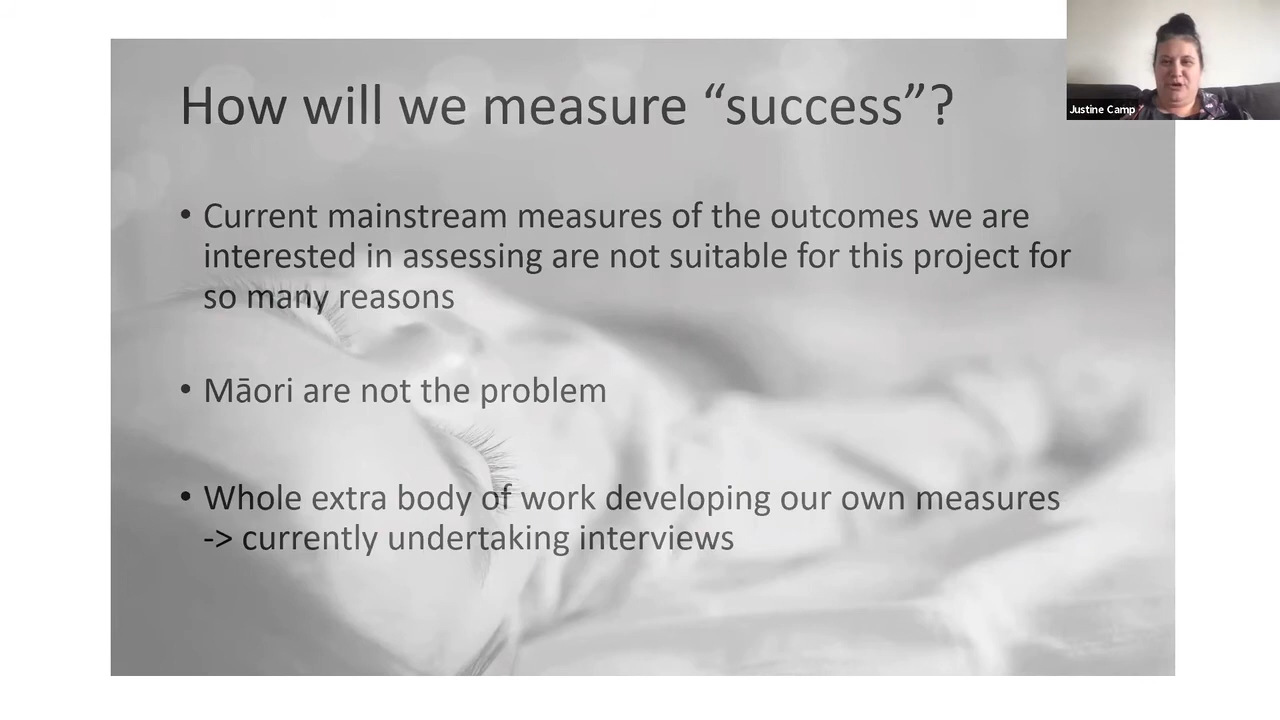 How will we measure “success”?
Justine Camp
• Current mainstream measures of the outcomes we are
interested in assessing are not suitable for this project for
so many reasons
• Māori are not the problem
• Whole extra body of work developing our own measures
-> currently undertaking interviews